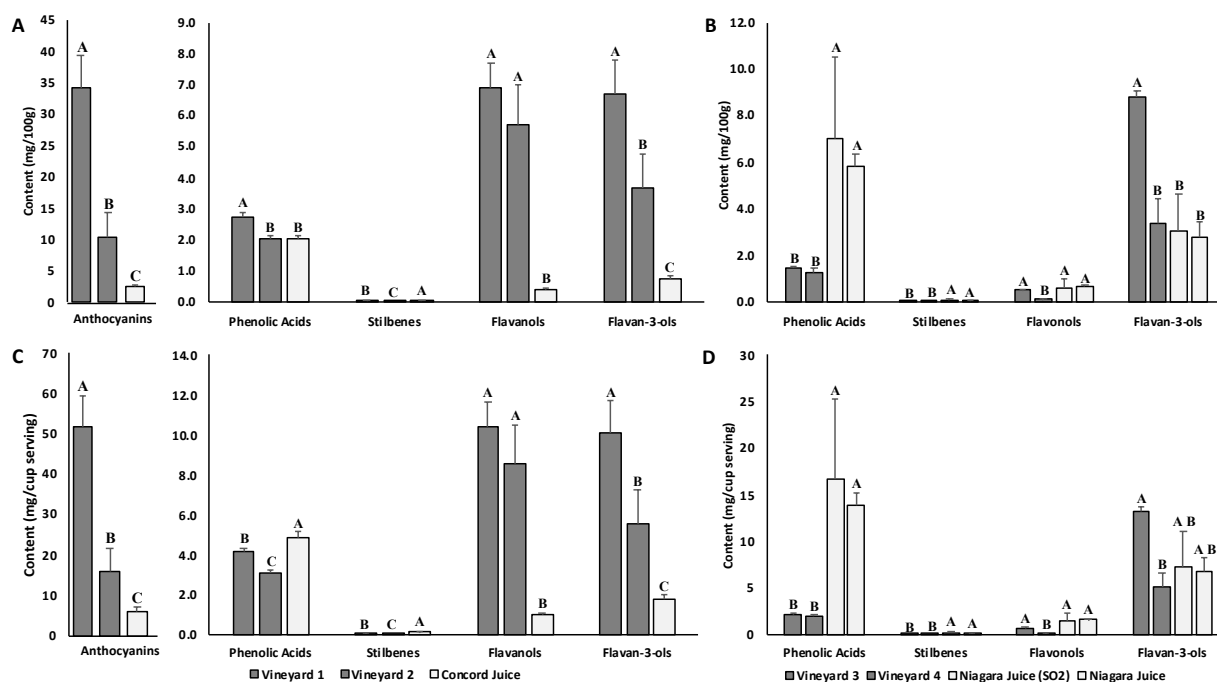 A
Content (mg/100g)
45
40
35
30
25
20
15
10
5
0
A
B
C
Anthocyanins
9.0
8.0
7.0
6.0
5.0
4.0
3.0
2.0
1.0
0.0
A B B
B C A
A A B
A B C
Phenolic Acids Stilbenes Flavanols Flavan-3-ols
B
Content (mg/100g)
12.0
10.0
8.0
6.0
4.0
2.0
0.0
B B A A
B B A A
A B A A
A B B B
Phenolic Acids Stilbenes Flavonols Flavan-3-ols
C
Content (mg/cup serving)
70
60
50
40
30
20
10
0
A
B
C
Anthocyanins
14.0
12.0
10.0
8.0
6.0
4.0
2.0
0.0
B C A
B C A
A A B
A B C
Phenolic Acids Stilbenes Flavanols Flavan-3-ols
Vineyard 1 Vineyard 2 Concord Juice
D
Content (mg/cup serving)
30
25
20
15
10
5
0
B B A A
B B A A
A B A A
A B A B A B
Phenolic Acids Stilbenes Flavonols Flavan-3-ols
Vineyard 3 Vineyard 4 Niagara Juice (SO2) Niagara Juice